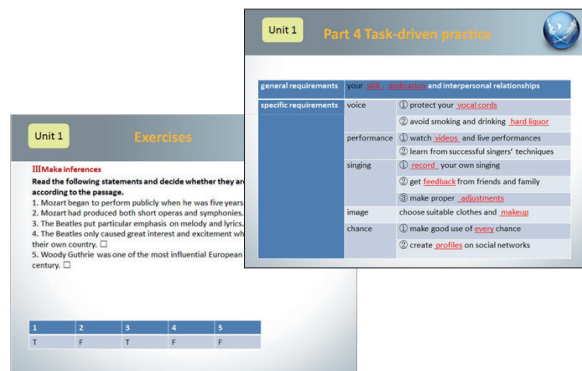 Unit 1
Part 4 Task-driven practice
general requirements your skill, dedication and interpersonal relationships
specific requirements voice ① protect your vocal cords
② avoid smoking and drinking hard liquor
performance ① watch videos and live performances
② learn from successful singers' techniques
singing ① record your own singing
② get feedback from friends and family
③ make proper adjustments
image choose suitable clothes and makeup
chance ① make good use of every chance
② create profiles on social networks
Unit 1
Exercises
III Make inferences
Read the following statements and decide whether they are
according to the passage.
1. Mozart began to perform publicly when he was five years
2. Mozart had produced both short operas and symphonies.
3. The Beatles put particular emphasis on melody and lyrics.
4. The Beatles only caused great interest and excitement wh
their own country. ☐
5. Woody Guthrie was one of the most influential European
century. ☐
1 2 3 4 5
T F T F F